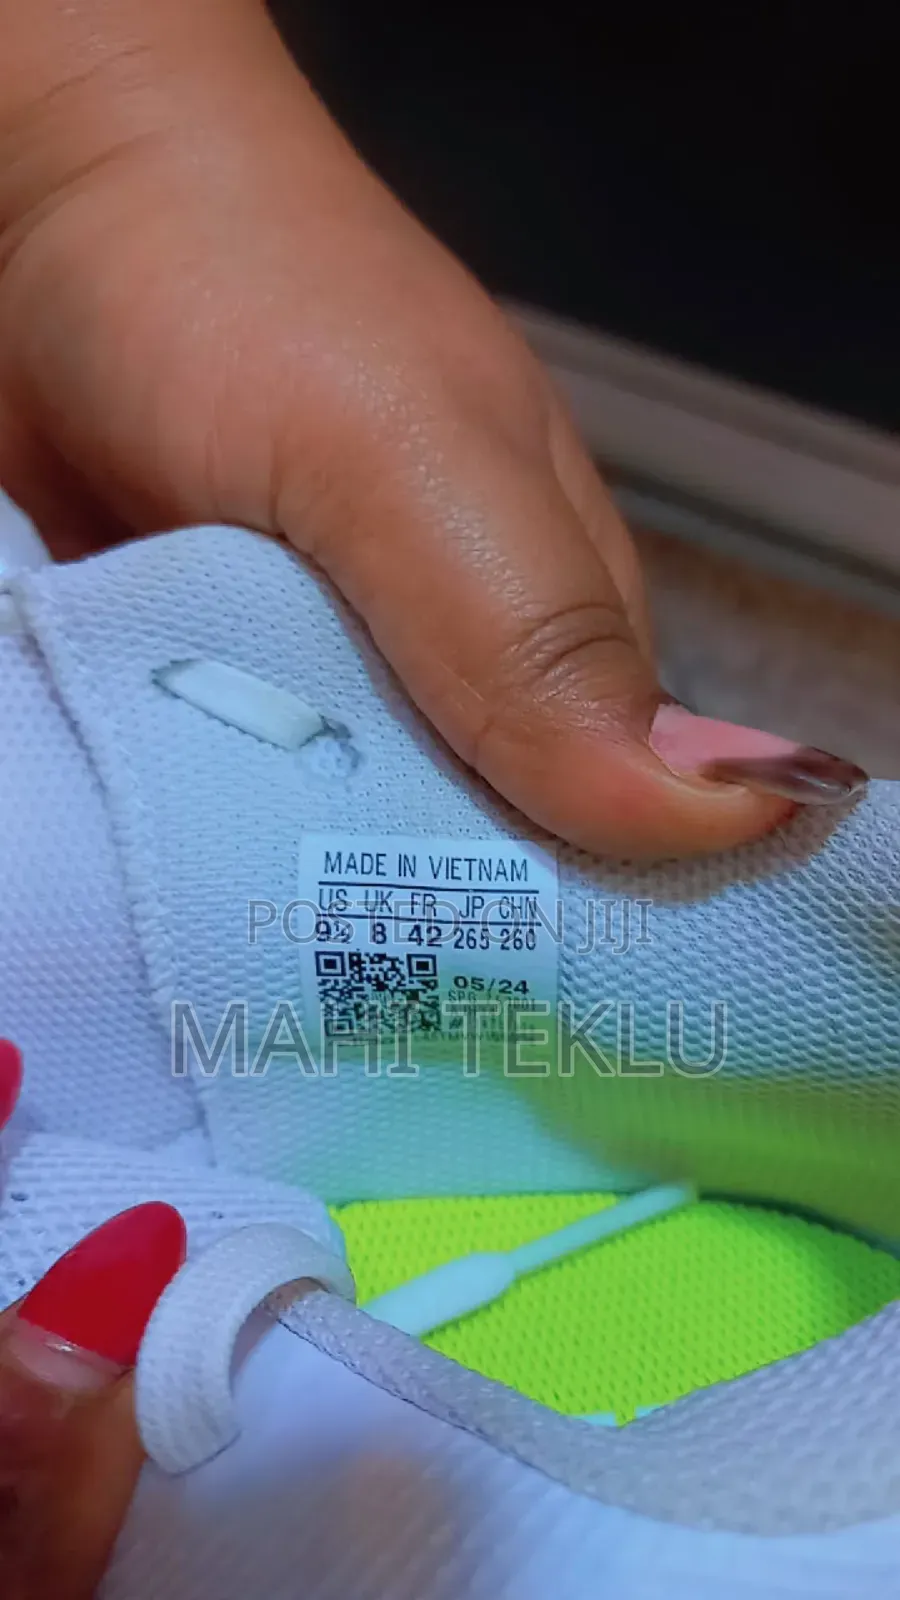 MADE IN VIETNAM
US UK FR JP CHN
9½ 8 42 265 260
05/24
POSTED ON JIJI
MAHI TEKLU